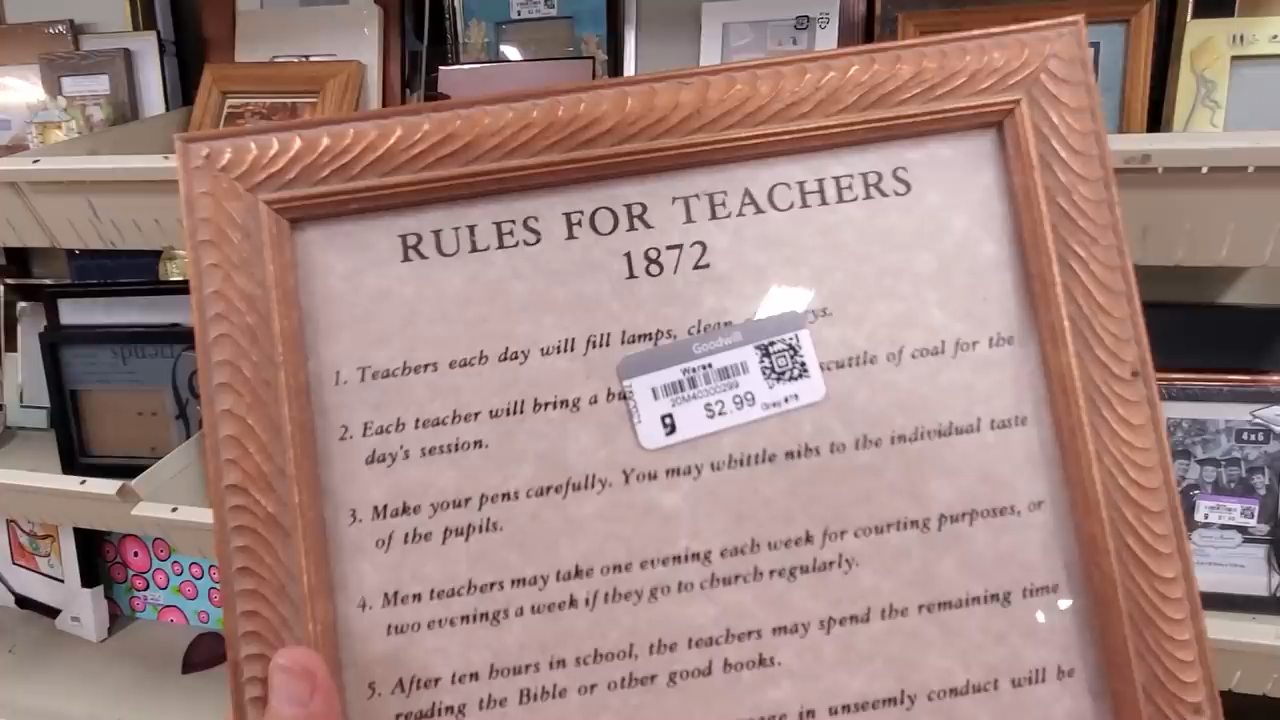 RULES FOR TEACHERS
1872
1. Teachers each day will fill lamps, clean
2. Each teacher will bring a scuttle of coal for the
day's session.
3. Make your pens carefully. You may whittle nibs to the individual taste
of the pupils.
4. Men teachers may take one evening each week for courting purposes, or
two evenings a week if they go to church regularly.
5. After ten hours in school, the teachers may spend the remaining time
reading the Bible or other good books.
in unseemly conduct will be
Goodwill
Wares
20M40300299
$2.99
g
4x6